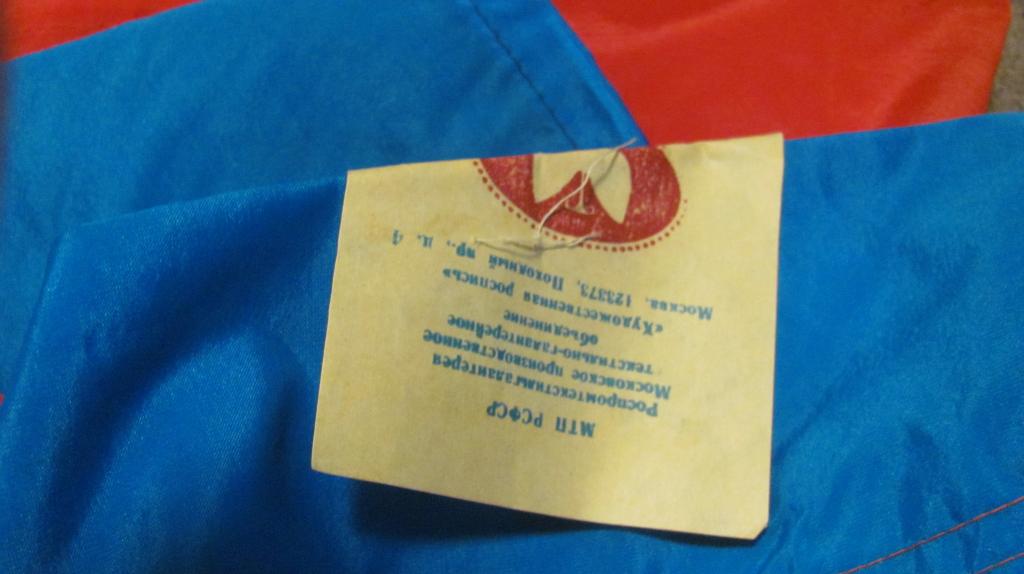 МТП РСФСР
Роспромтекстильгалантерея
Московское производственное
текстильно-галантерейное
объединение
«Художественная роспись»
Москва, 123373, Походный пр., д. 4